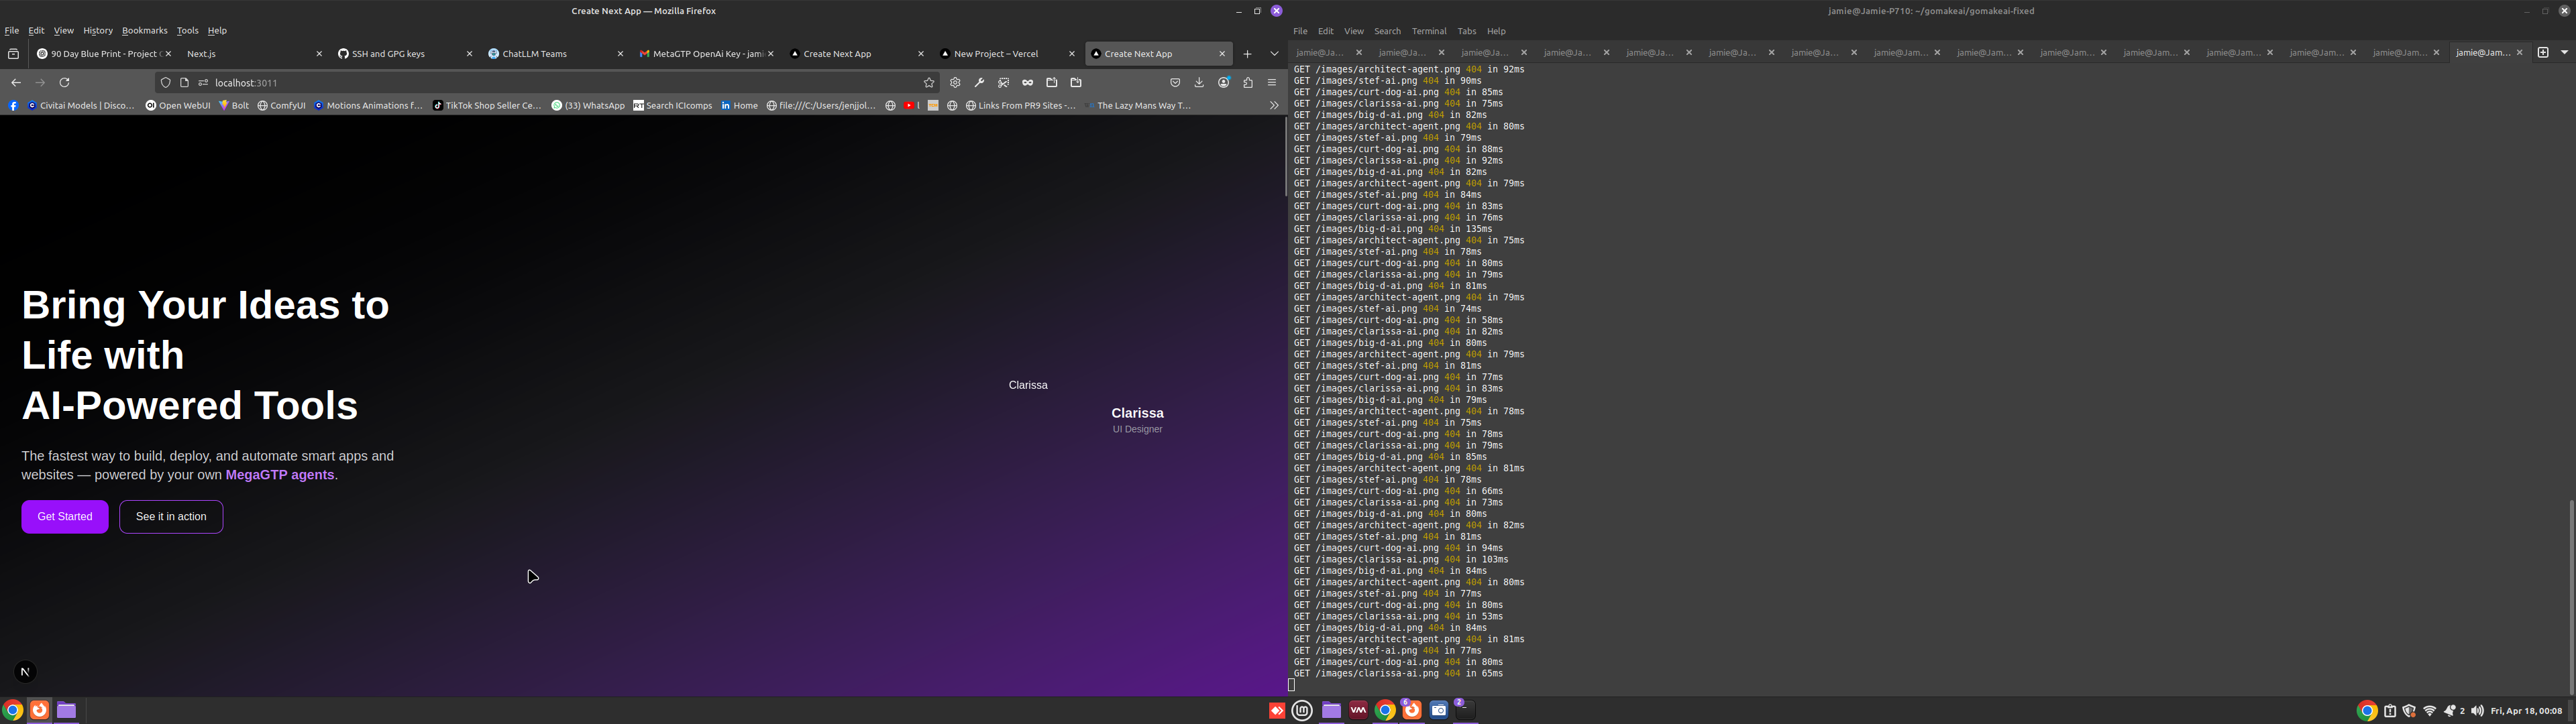 Create Next App — Mozilla Firefox
File Edit View History Bookmarks Tools Help
90 Day Blue Print - Project
Next.js
SSH and GPG keys
ChatLLM Teams
MetaGTP OpenAi Key - jami
Create Next App
New Project – Vercel
Create Next App
localhost:3011
Civitai Models | Disco…
Open WebUI
Bolt
ComfyUI
Motions Animations f…
TikTok Shop Seller Ce…
(33) WhatsApp
Search ICIcomps
Home
file:///C:/Users/jenjjol…
Links From PR9 Sites -…
The Lazy Mans Way T…
Bring Your Ideas to
Life with
AI-Powered Tools
The fastest way to build, deploy, and automate smart apps and
websites — powered by your own MegaGTP agents.
Get Started
See it in action
Clarissa
Clarissa
UI Designer
N
jamie@Jamie-P710: ~/gomakeai/gomakeai-fixed
File Edit View Search Terminal Tabs Help
jamie@Ja… jamie@Ja… jamie@Ja… jamie@Ja… jamie@Ja… jamie@Ja… jamie@Ja… jamie@Ja… jamie@Jam… jamie@Jam… jamie@Jam… jamie@Jam… jamie@Jam… jamie@Jam… jamie@Jam…
GET /images/architect-agent.png 404 in 92ms
GET /images/stef-ai.png 404 in 90ms
GET /images/curt-dog-ai.png 404 in 85ms
GET /images/clarissa-ai.png 404 in 75ms
GET /images/big-d-ai.png 404 in 82ms
GET /images/architect-agent.png 404 in 80ms
GET /images/stef-ai.png 404 in 79ms
GET /images/curt-dog-ai.png 404 in 88ms
GET /images/clarissa-ai.png 404 in 92ms
GET /images/big-d-ai.png 404 in 82ms
GET /images/architect-agent.png 404 in 79ms
GET /images/stef-ai.png 404 in 84ms
GET /images/curt-dog-ai.png 404 in 83ms
GET /images/clarissa-ai.png 404 in 76ms
GET /images/big-d-ai.png 404 in 135ms
GET /images/architect-agent.png 404 in 75ms
GET /images/stef-ai.png 404 in 78ms
GET /images/curt-dog-ai.png 404 in 80ms
GET /images/clarissa-ai.png 404 in 79ms
GET /images/big-d-ai.png 404 in 81ms
GET /images/architect-agent.png 404 in 79ms
GET /images/stef-ai.png 404 in 74ms
GET /images/curt-dog-ai.png 404 in 58ms
GET /images/clarissa-ai.png 404 in 82ms
GET /images/big-d-ai.png 404 in 80ms
GET /images/architect-agent.png 404 in 79ms
GET /images/stef-ai.png 404 in 81ms
GET /images/curt-dog-ai.png 404 in 77ms
GET /images/clarissa-ai.png 404 in 83ms
GET /images/big-d-ai.png 404 in 79ms
GET /images/architect-agent.png 404 in 78ms
GET /images/stef-ai.png 404 in 75ms
GET /images/curt-dog-ai.png 404 in 78ms
GET /images/clarissa-ai.png 404 in 79ms
GET /images/big-d-ai.png 404 in 85ms
GET /images/architect-agent.png 404 in 81ms
GET /images/stef-ai.png 404 in 78ms
GET /images/curt-dog-ai.png 404 in 66ms
GET /images/clarissa-ai.png 404 in 73ms
GET /images/big-d-ai.png 404 in 80ms
GET /images/architect-agent.png 404 in 82ms
GET /images/stef-ai.png 404 in 81ms
GET /images/curt-dog-ai.png 404 in 94ms
GET /images/clarissa-ai.png 404 in 103ms
GET /images/big-d-ai.png 404 in 84ms
GET /images/architect-agent.png 404 in 80ms
GET /images/stef-ai.png 404 in 77ms
GET /images/curt-dog-ai.png 404 in 80ms
GET /images/clarissa-ai.png 404 in 53ms
GET /images/big-d-ai.png 404 in 84ms
GET /images/architect-agent.png 404 in 81ms
GET /images/stef-ai.png 404 in 77ms
GET /images/curt-dog-ai.png 404 in 80ms
GET /images/clarissa-ai.png 404 in 65ms
6
2
2
Fri, Apr 18, 00:08